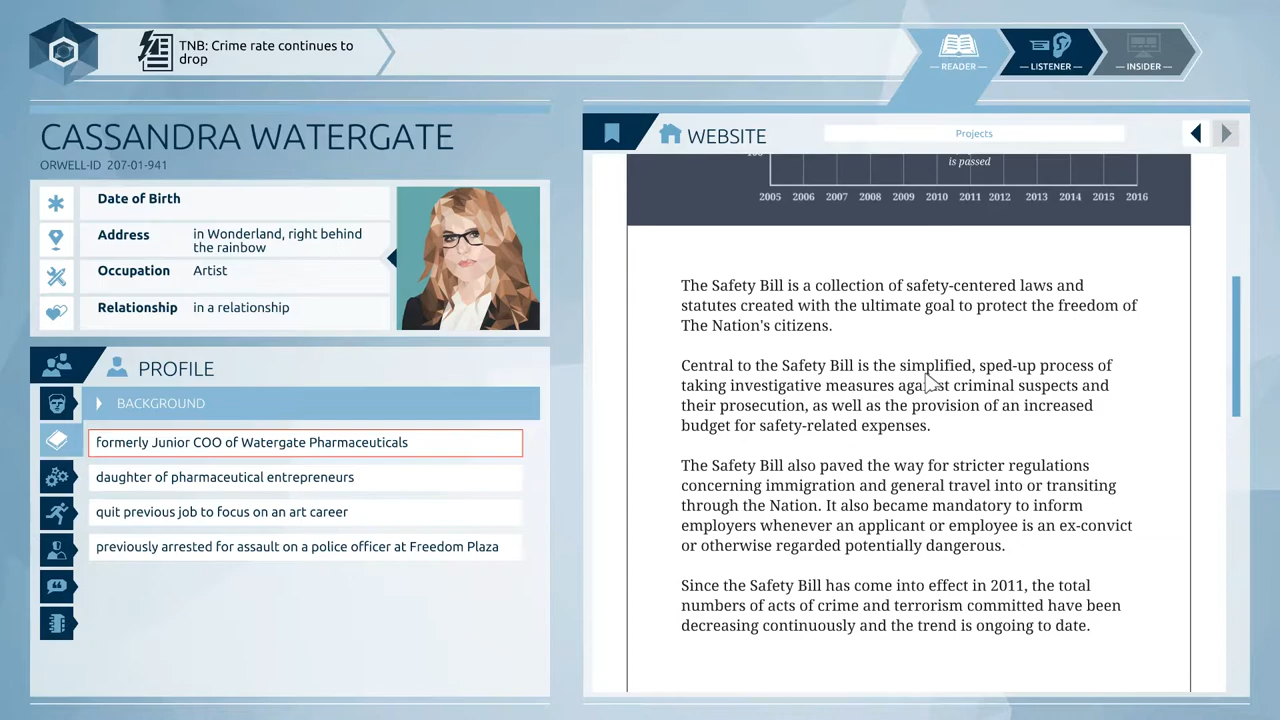 TNB: Crime rate continues to
drop
— READER —
— LISTENER —
— INSIDER —
CASSANDRA WATERGATE
ORWELL-ID 207-01-941
Date of Birth
Address in Wonderland, right behind
the rainbow
Occupation Artist
Relationship in a relationship
PROFILE
BACKGROUND
formerly Junior COO of Watergate Pharmaceuticals
daughter of pharmaceutical entrepreneurs
quit previous job to focus on an art career
previously arrested for assault on a police officer at Freedom Plaza
WEBSITE
Projects
is passed
2005 2006 2007 2008 2009 2010 2011 2012 2013 2014 2015 2016
The Safety Bill is a collection of safety-centered laws and
statutes created with the ultimate goal to protect the freedom of
The Nation's citizens.
Central to the Safety Bill is the simplified, sped-up process of
taking investigative measures against criminal suspects and
their prosecution, as well as the provision of an increased
budget for safety-related expenses.
The Safety Bill also paved the way for stricter regulations
concerning immigration and general travel into or transiting
through the Nation. It also became mandatory to inform
employers whenever an applicant or employee is an ex-convict
or otherwise regarded potentially dangerous.
Since the Safety Bill has come into effect in 2011, the total
numbers of acts of crime and terrorism committed have been
decreasing continuously and the trend is ongoing to date.